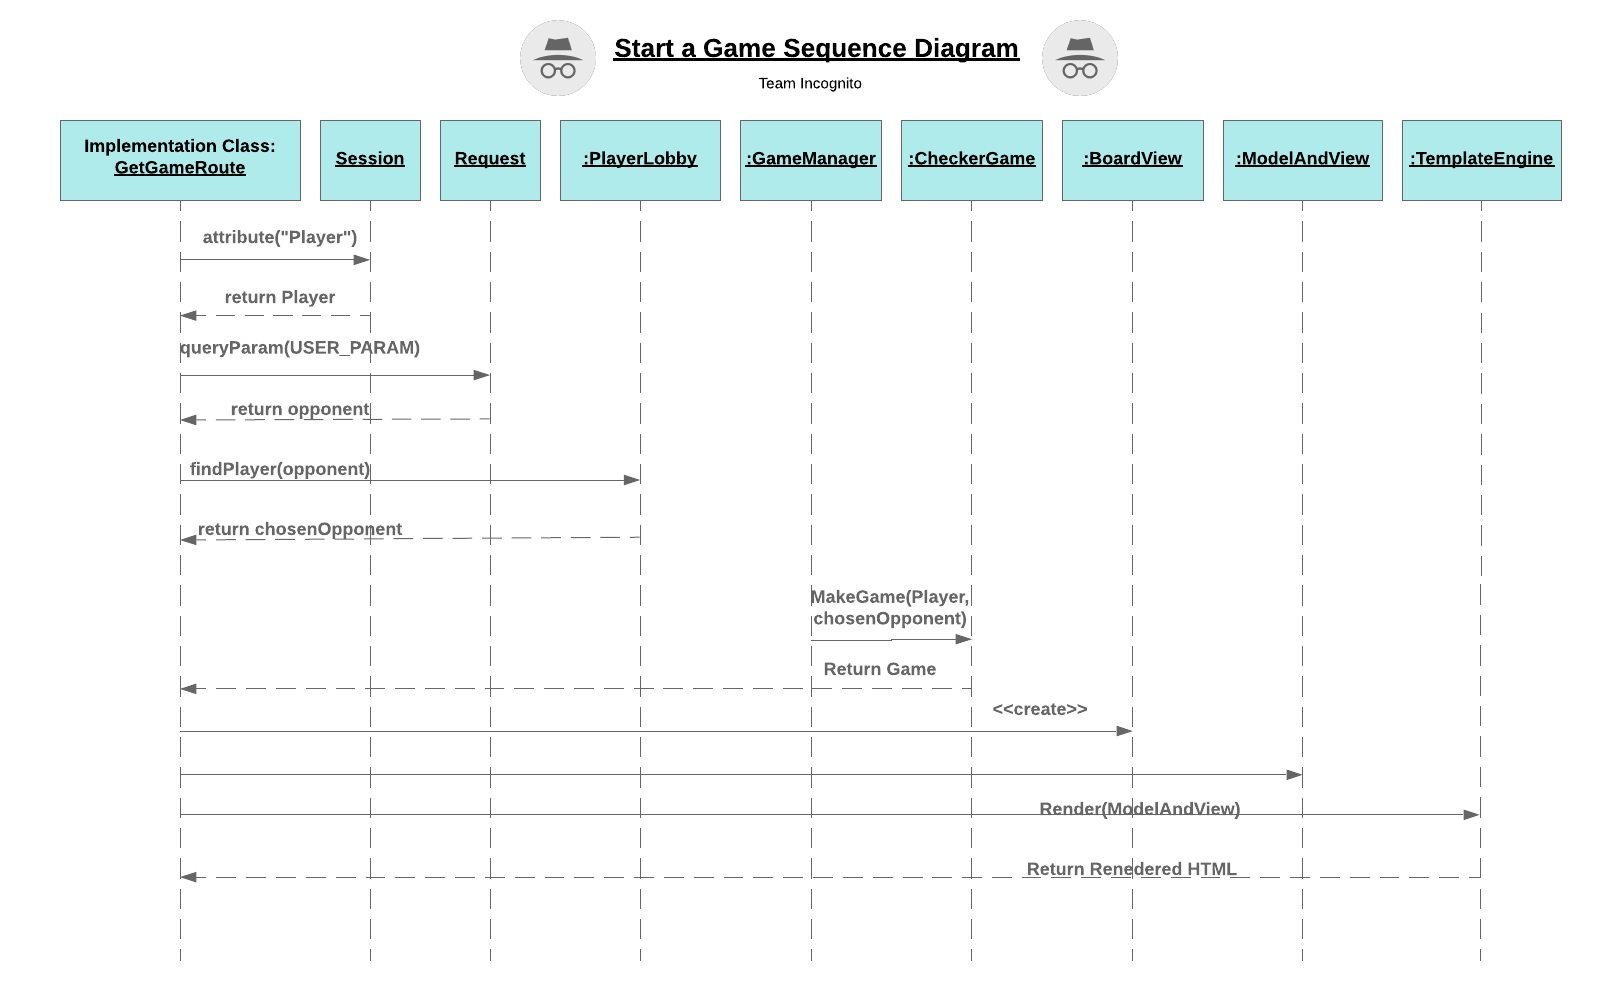 Start a Game Sequence Diagram
Team Incognito
Implementation Class:
GetGameRoute
Session
Request
:PlayerLobby
:GameManager
:CheckerGame
:BoardView
:ModelAndView
:TemplateEngine
attribute("Player")
return Player
queryParam(USER_PARAM)
return opponent
findPlayer(opponent)
return chosenOpponent
MakeGame(Player,
chosenOpponent)
Return Game
<<create>>
Render(ModelAndView)
Return Renedered HTML